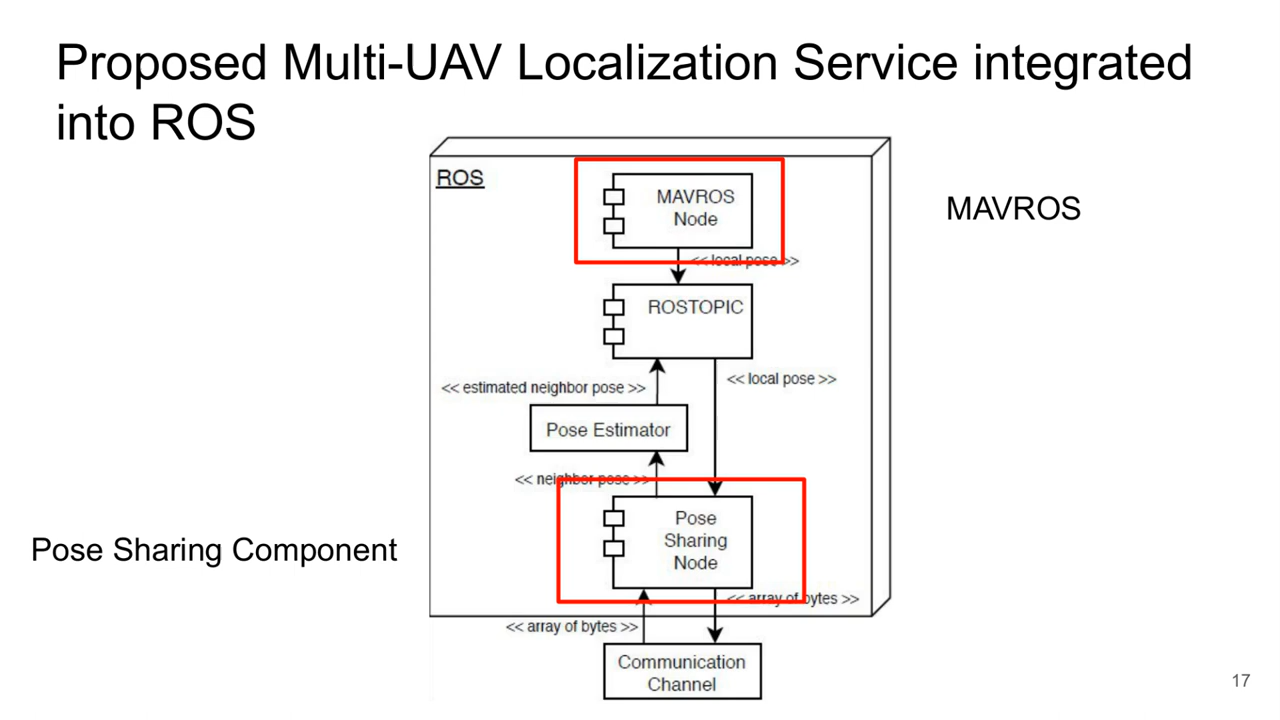 Proposed Multi-UAV Localization Service integrated
into ROS
ROS
MAVROS
Node
MAVROS
<< local pose >>
ROSTOPIC
<< estimated neighbor pose >>
<< local pose >>
Pose Estimator
<< neighbor pose >>
Pose
Sharing
Node
Pose Sharing Component
<< array of bytes >>
<< array of bytes >>
Communication
Channel
17